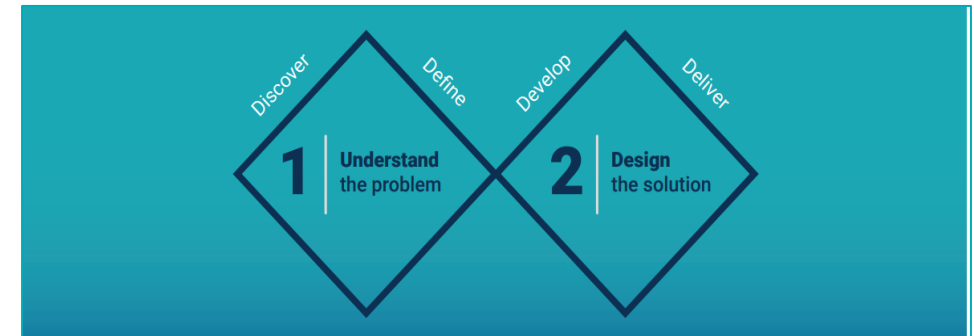 Discover
Define
Develop
Deliver
1
Understand
the problem
2
Design
the solution